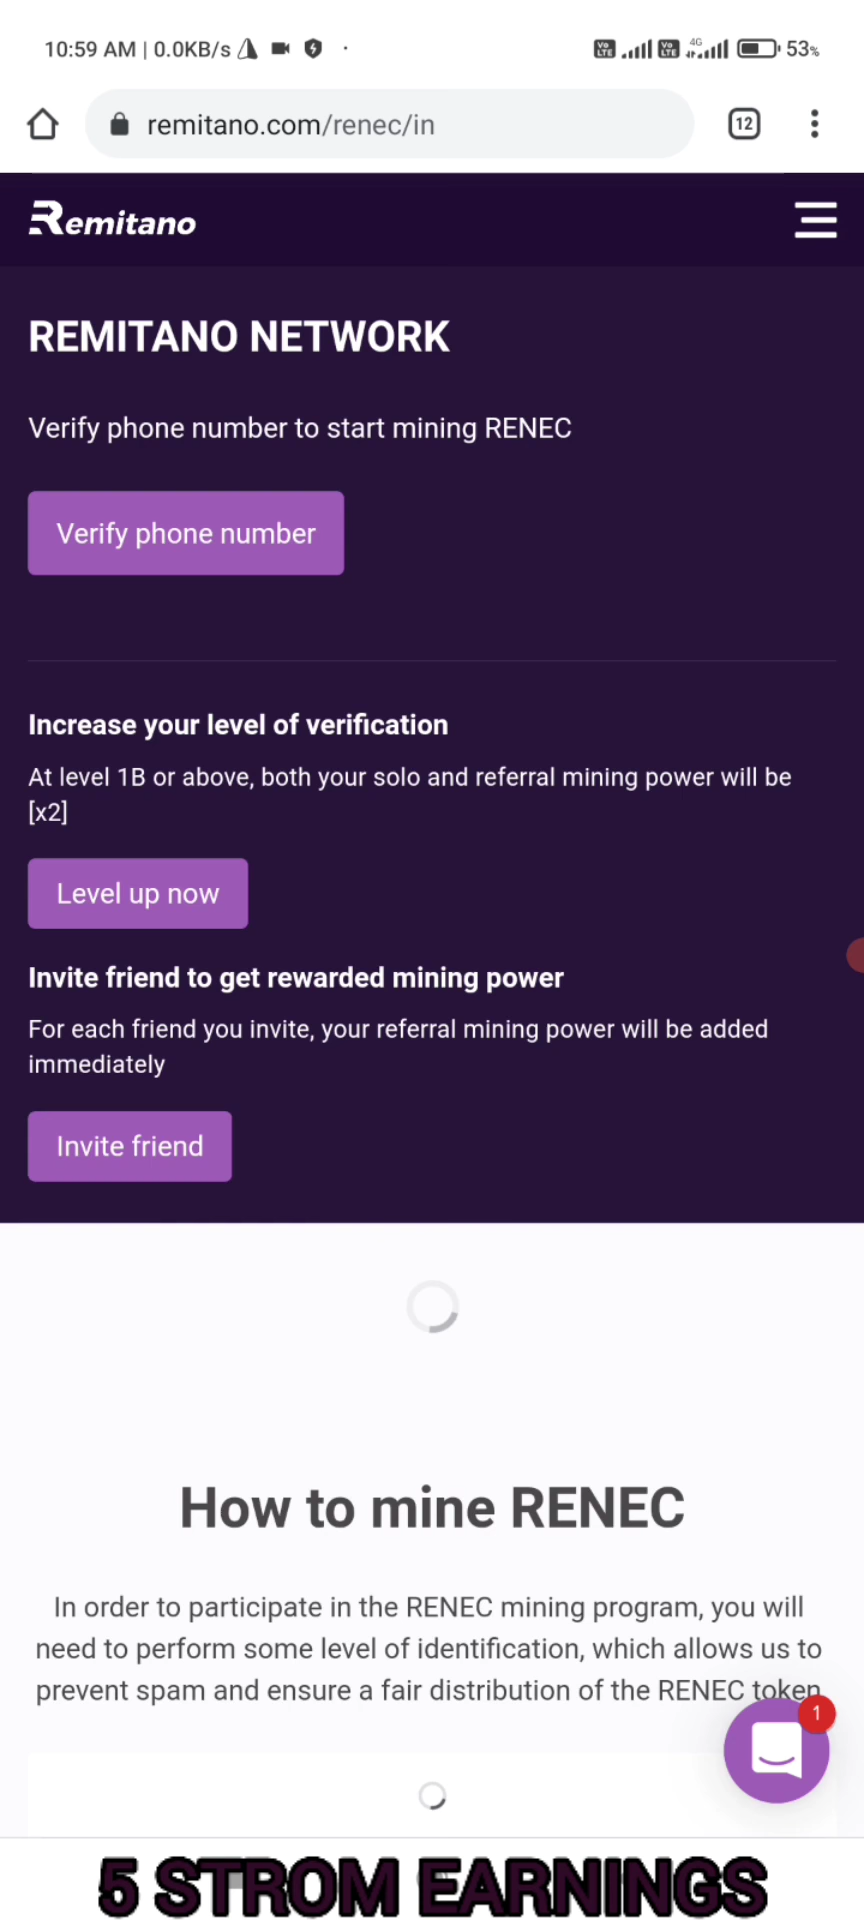 10:59 AM | 0.0KB/s
Vo LTE Vo LTE 4G 53%
remitano.com/renec/in
12
Remitano
REMITANO NETWORK
Verify phone number to start mining RENEC
Verify phone number
Increase your level of verification
At level 1B or above, both your solo and referral mining power will be
[x2]
Level up now
Invite friend to get rewarded mining power
For each friend you invite, your referral mining power will be added
immediately
Invite friend
How to mine RENEC
In order to participate in the RENEC mining program, you will
need to perform some level of identification, which allows us to
prevent spam and ensure a fair distribution of the RENEC token
1
5 STROM EARNINGS